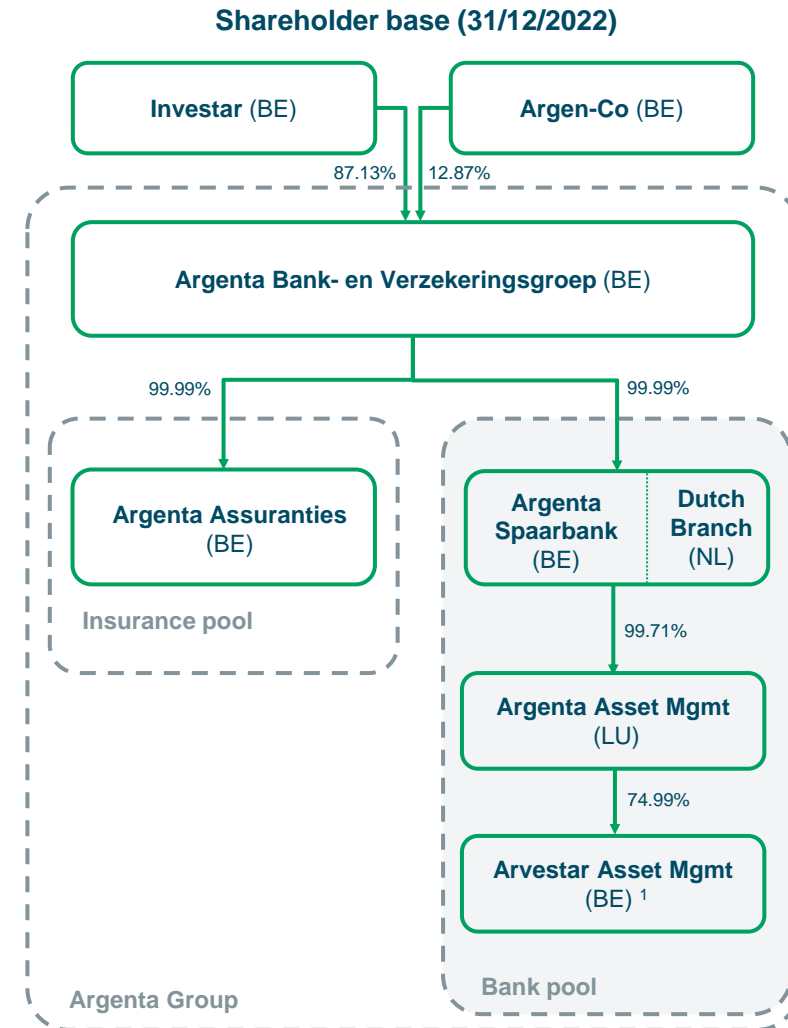 Shareholder base (31/12/2022)
Investar (BE)
Argen-Co (BE)
87.13%
12.87%
Argenta Bank- en Verzekeringsgroep (BE)
99.99%
99.99%
Argenta Assuranties
(BE)
Insurance pool
Argenta
Spaarbank
(BE)
Dutch
Branch
(NL)
99.71%
Argenta Asset Mgmt
(LU)
74.99%
Arvestar Asset Mgmt
(BE) 1
Bank pool
Argenta Group